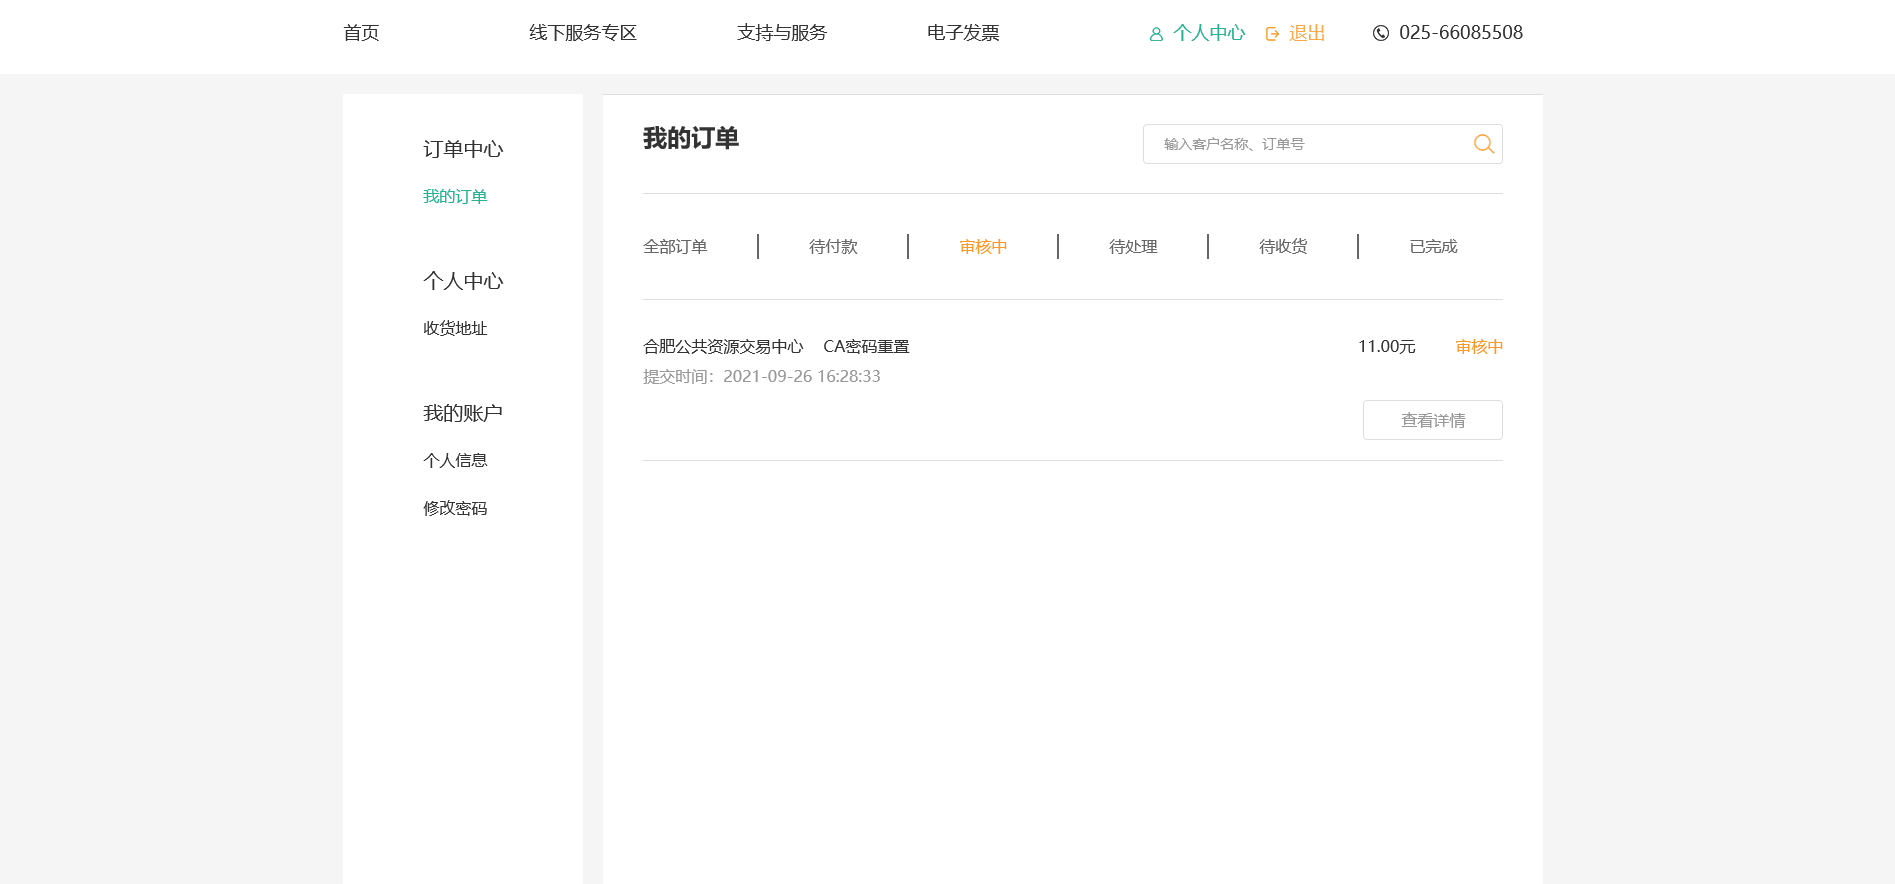 首页 线下服务专区 支持与服务 电子发票 个人中心 退出 025-66085508
订单中心
我的订单
个人中心
收货地址
我的账户
个人信息
修改密码
我的订单
输入客户名称、订单号
全部订单 待付款 审核中 待处理 待收货 已完成
合肥公共资源交易中心 CA密码重置 11.00元 审核中
提交时间：2021-09-26 16:28:33
查看详情